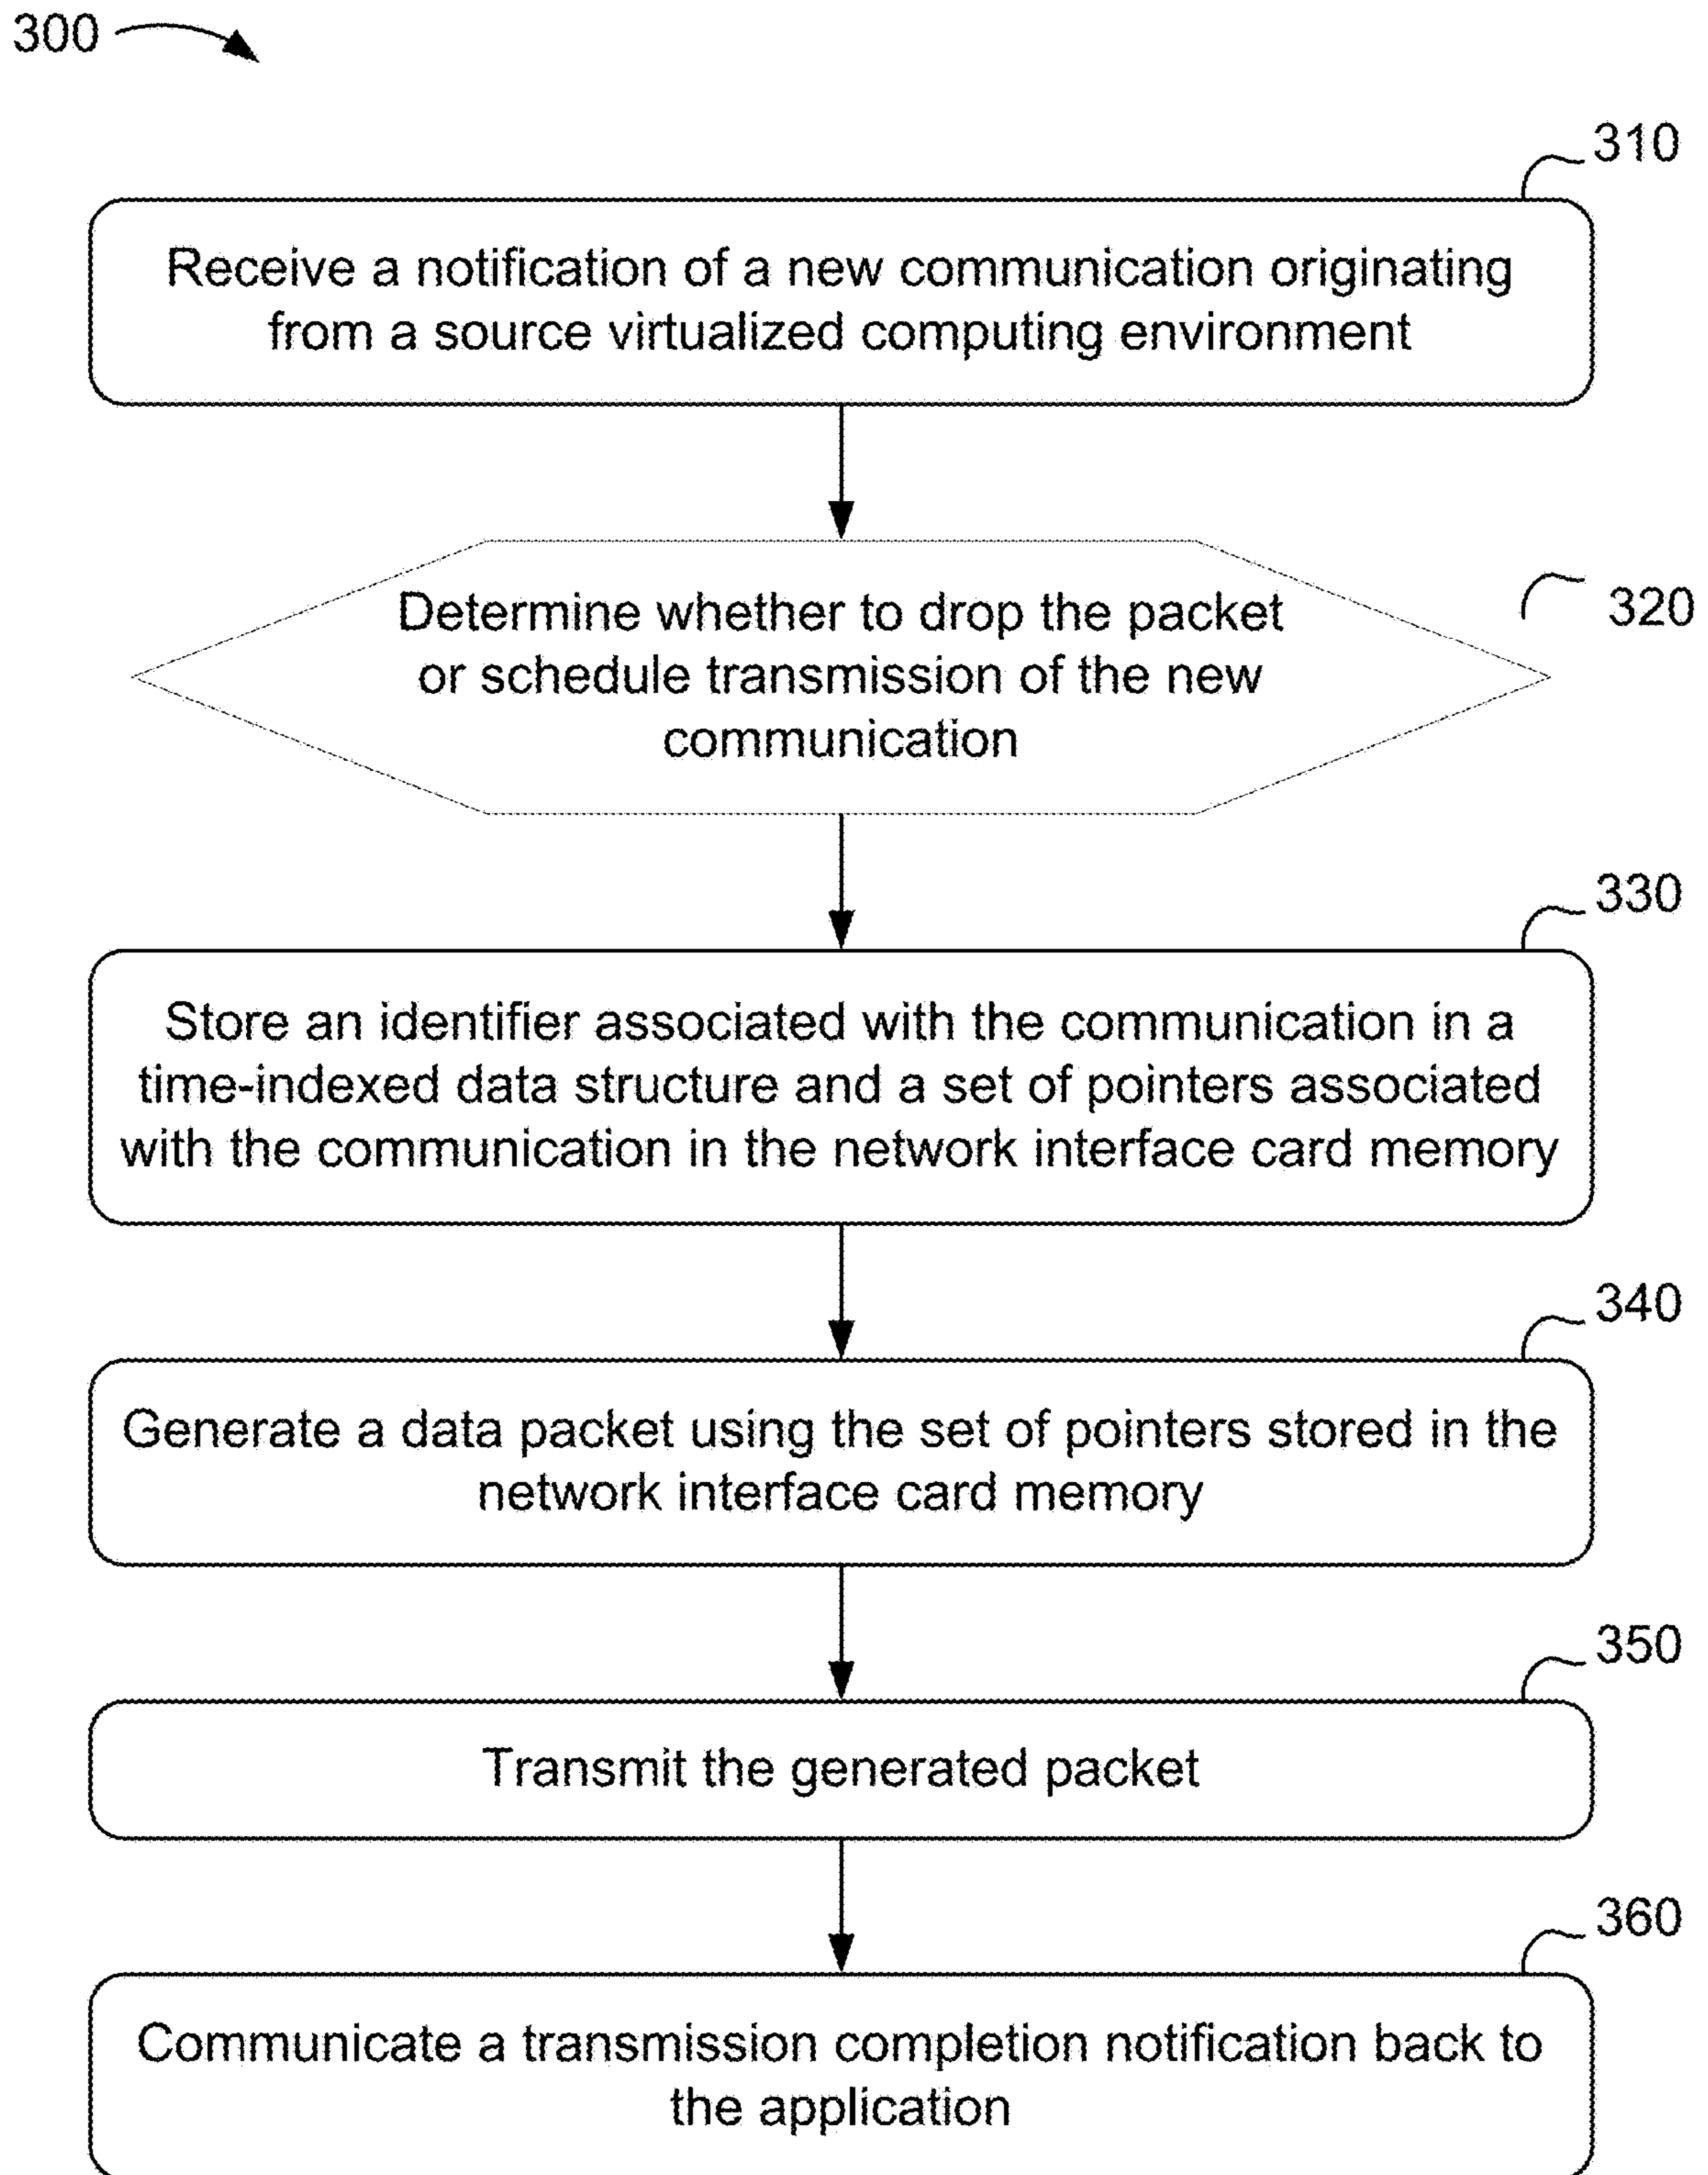 300
310
Receive a notification of a new communication originating
from a source virtualized computing environment
320
Determine whether to drop the packet
or schedule transmission of the new
communication
330
Store an identifier associated with the communication in a
time-indexed data structure and a set of pointers associated
with the communication in the network interface card memory
340
Generate a data packet using the set of pointers stored in the
network interface card memory
350
Transmit the generated packet
360
Communicate a transmission completion notification back to
the application